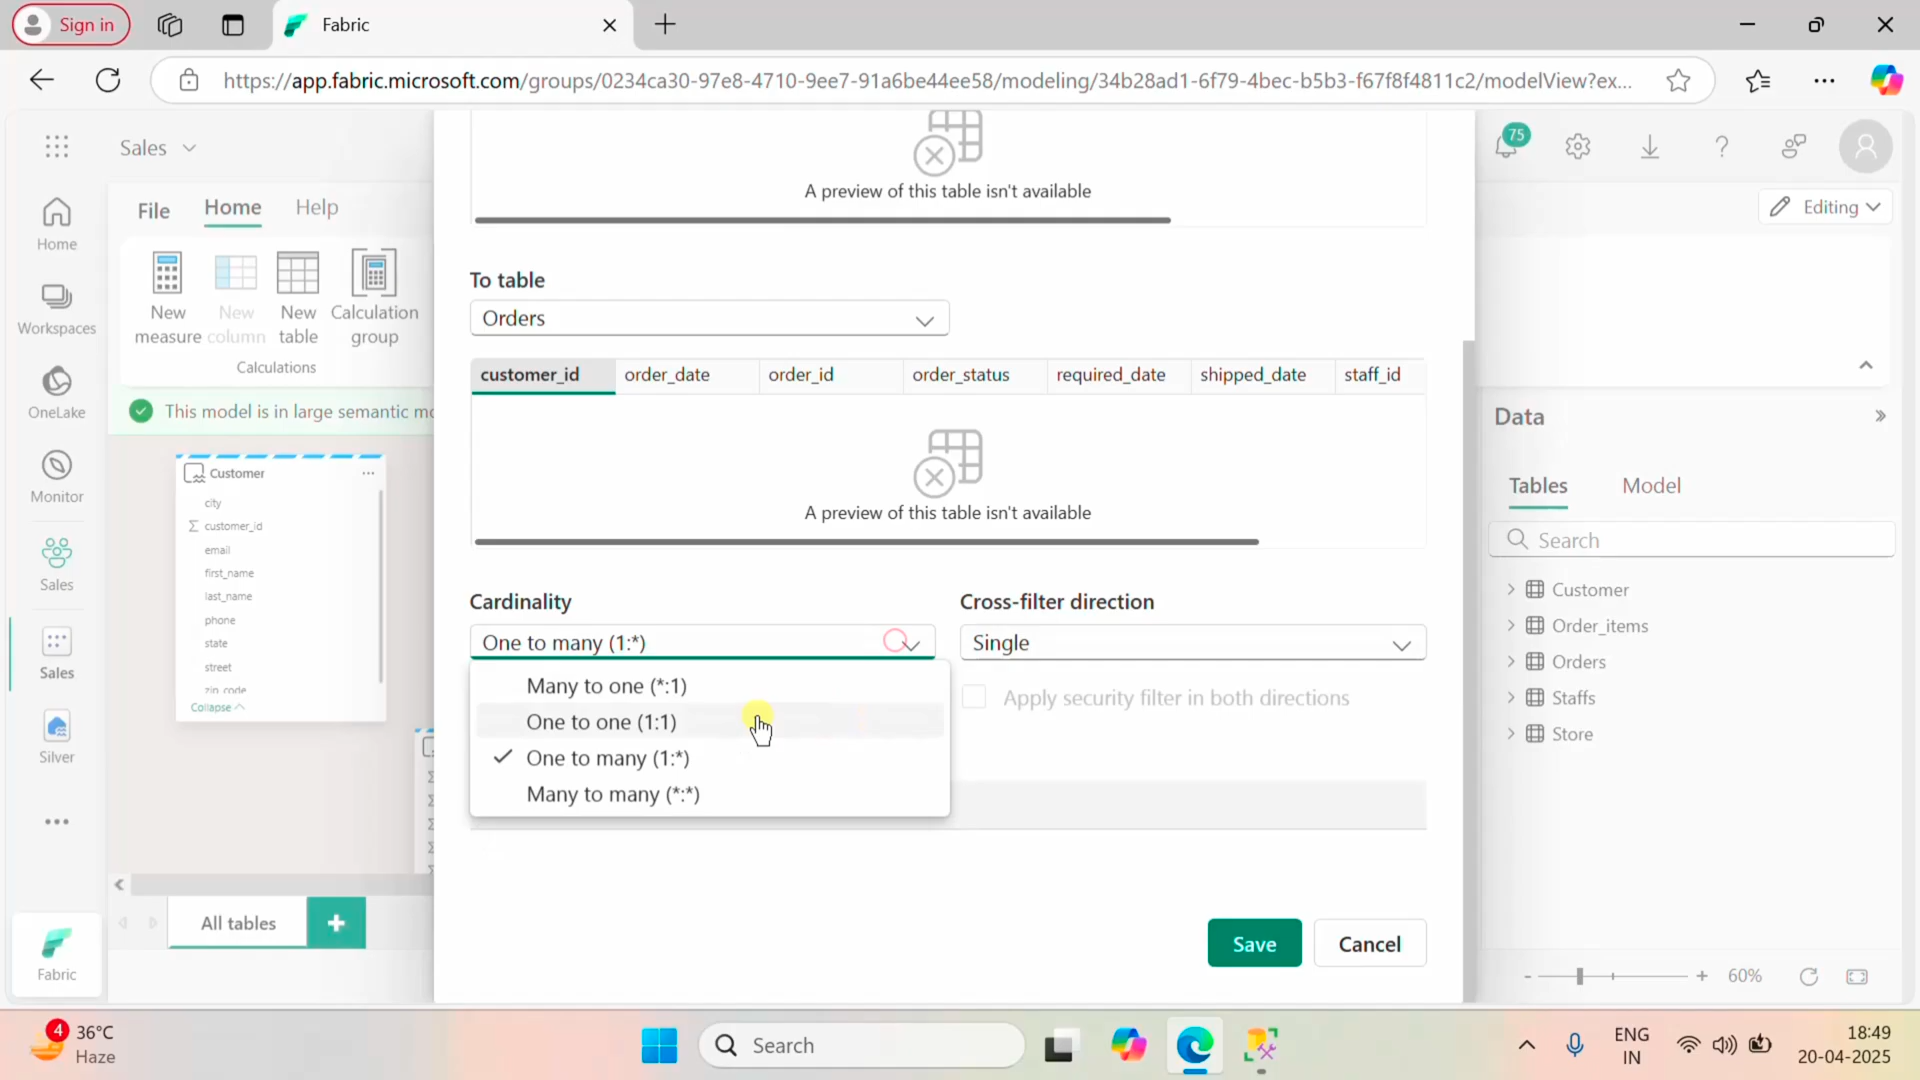 Sign in
Fabric
https://app.fabric.microsoft.com/groups/0234ca30-97e8-4710-9ee7-91a6be44ee58/modeling/34b28ad1-6f79-4bec-b5b3-f67f8f4811c2/modelView?ex...
Sales
75
File Home Help
Editing
Home
Workspaces
OneLake
Monitor
Sales
Sales
Silver
Fabric
New measure
New column
New table
Calculation group
Calculations
This model is in large semantic mo
Customer
city
customer_id
email
first_name
last_name
phone
state
street
zip_code
Collapse
All tables
A preview of this table isn't available
To table
Orders
customer_id order_date order_id order_status required_date shipped_date staff_id
A preview of this table isn't available
Cardinality
One to many (1:*)
Many to one (*:1)
One to one (1:1)
One to many (1:*)
Many to many (*:*)
Cross-filter direction
Single
Apply security filter in both directions
Save
Cancel
Data
Tables Model
Search
Customer
Order_items
Orders
Staffs
Store
- + 60%
4
36°C
Haze
Search
ENG
IN
18:49
20-04-2025